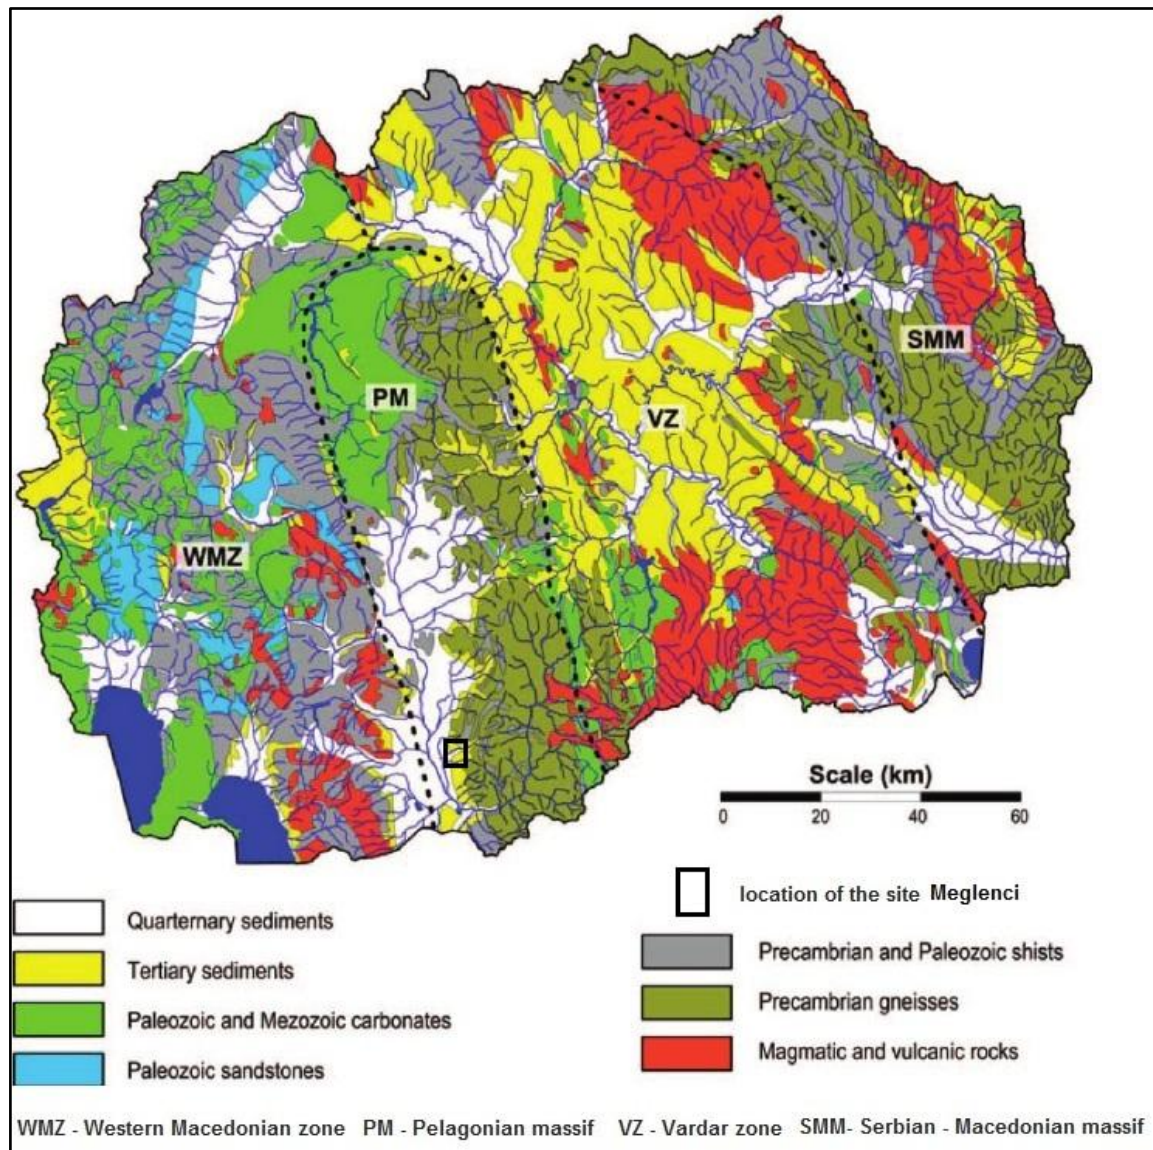 SMM
PM
VZ
WMZ
Scale (km)
0 20 40 60
location of the site Meglenci
Quarternary sediments
Tertiary sediments
Paleozoic and Mezozoic carbonates
Paleozoic sandstones
Precambrian and Paleozoic shists
Precambrian gneisses
Magmatic and vulcanic rocks
WMZ - Western Macedonian zone PM - Pelagonian massif VZ - Vardar zone SMM- Serbian - Macedonian massif